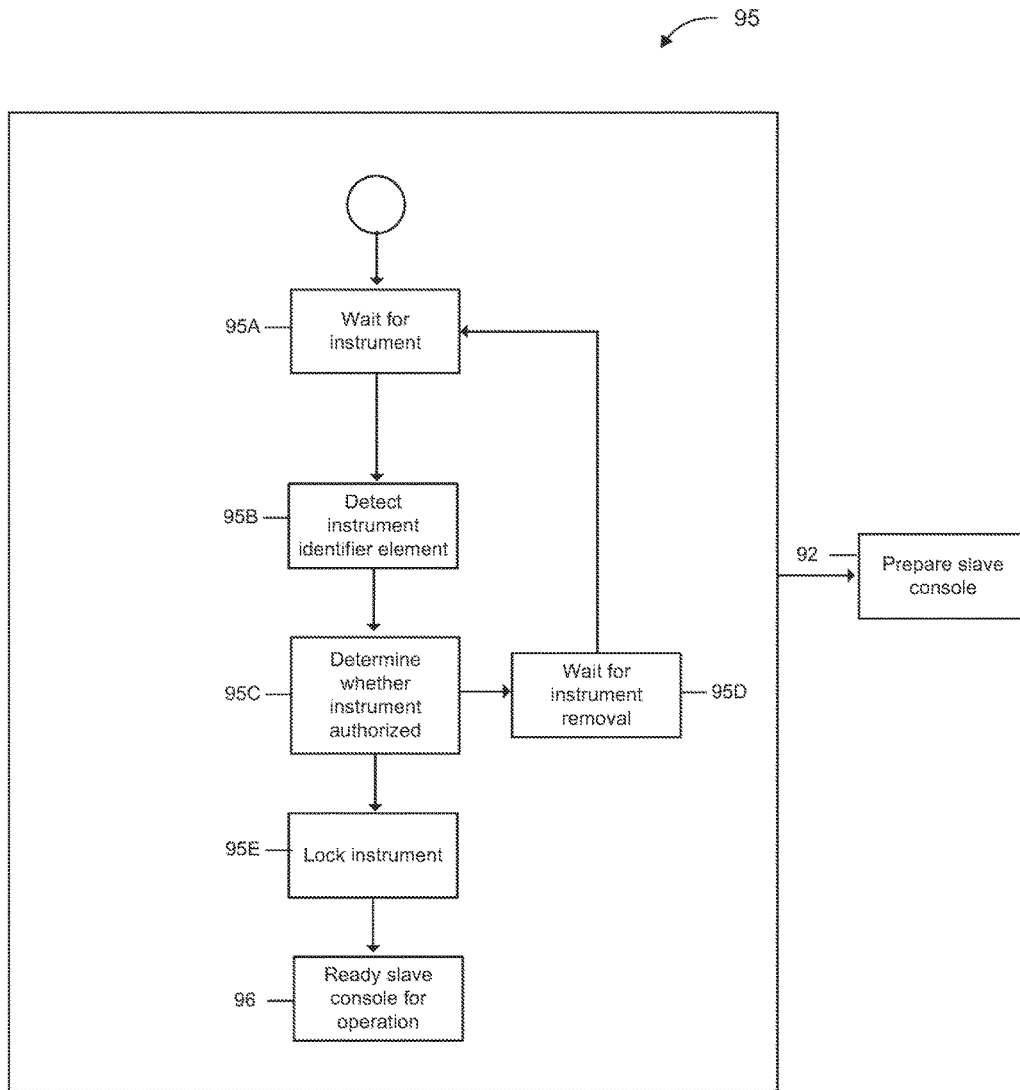 95
95A
Wait for
instrument
95B
Detect
instrument
identifier element
92
Prepare slave
console
95C
Determine
whether
instrument
authorized
Wait for
instrument
removal
95D
95E
Lock instrument
96
Ready slave
console for
operation